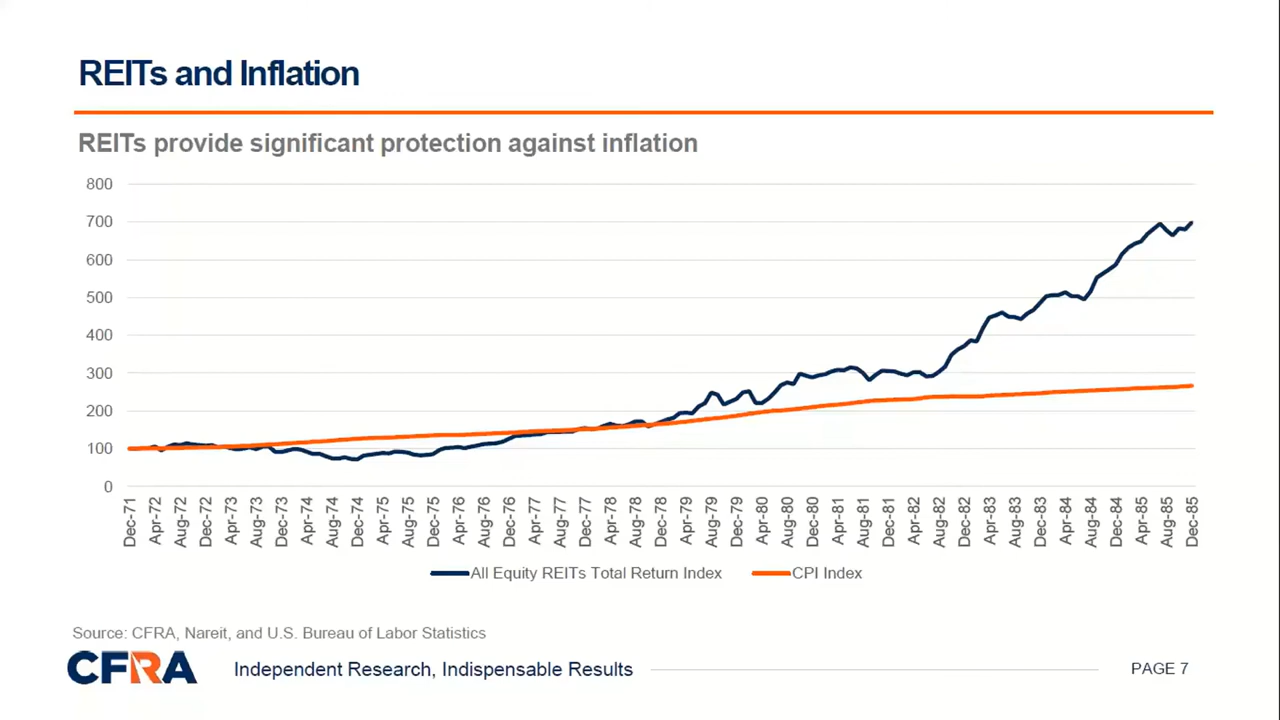 REITs and Inflation
REITs provide significant protection against inflation
800
700
600
500
400
300
200
100
0
Dec-71
Apr-72
Aug-72
Dec-72
Apr-73
Aug-73
Dec-73
Apr-74
Aug-74
Dec-74
Apr-75
Aug-75
Dec-75
Apr-76
Aug-76
Dec-76
Apr-77
Aug-77
Dec-77
Apr-78
Aug-78
Dec-78
Apr-79
Aug-79
Dec-79
Apr-80
Aug-80
Dec-80
Apr-81
Aug-81
Dec-81
Apr-82
Aug-82
Dec-82
Apr-83
Aug-83
Dec-83
Apr-84
Aug-84
Dec-84
Apr-85
Aug-85
Dec-85
All Equity REITs Total Return Index
CPI Index
Source: CFRA, Nareit, and U.S. Bureau of Labor Statistics
CFRA
Independent Research, Indispensable Results
PAGE 7